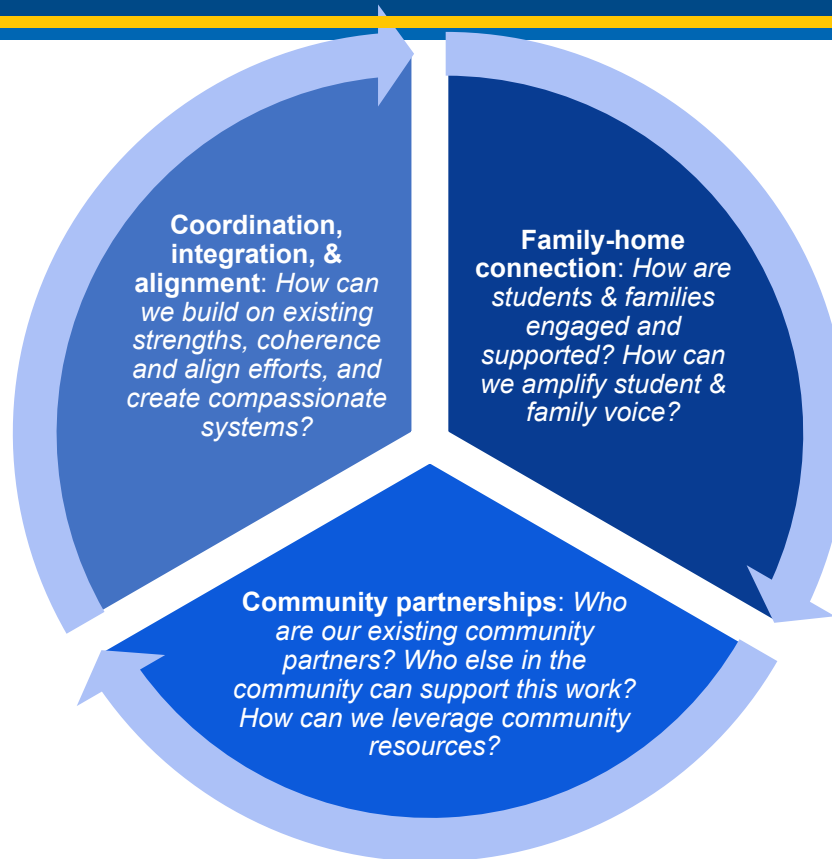 Coordination,
integration, &
alignment: How can
we build on existing
strengths, coherence
and align efforts, and
create compassionate
systems?
Family-home
connection: How are
students & families
engaged and
supported? How can
we amplify student &
family voice?
Community partnerships: Who
are our existing community
partners? Who else in the
community can support this work?
How can we leverage community
resources?